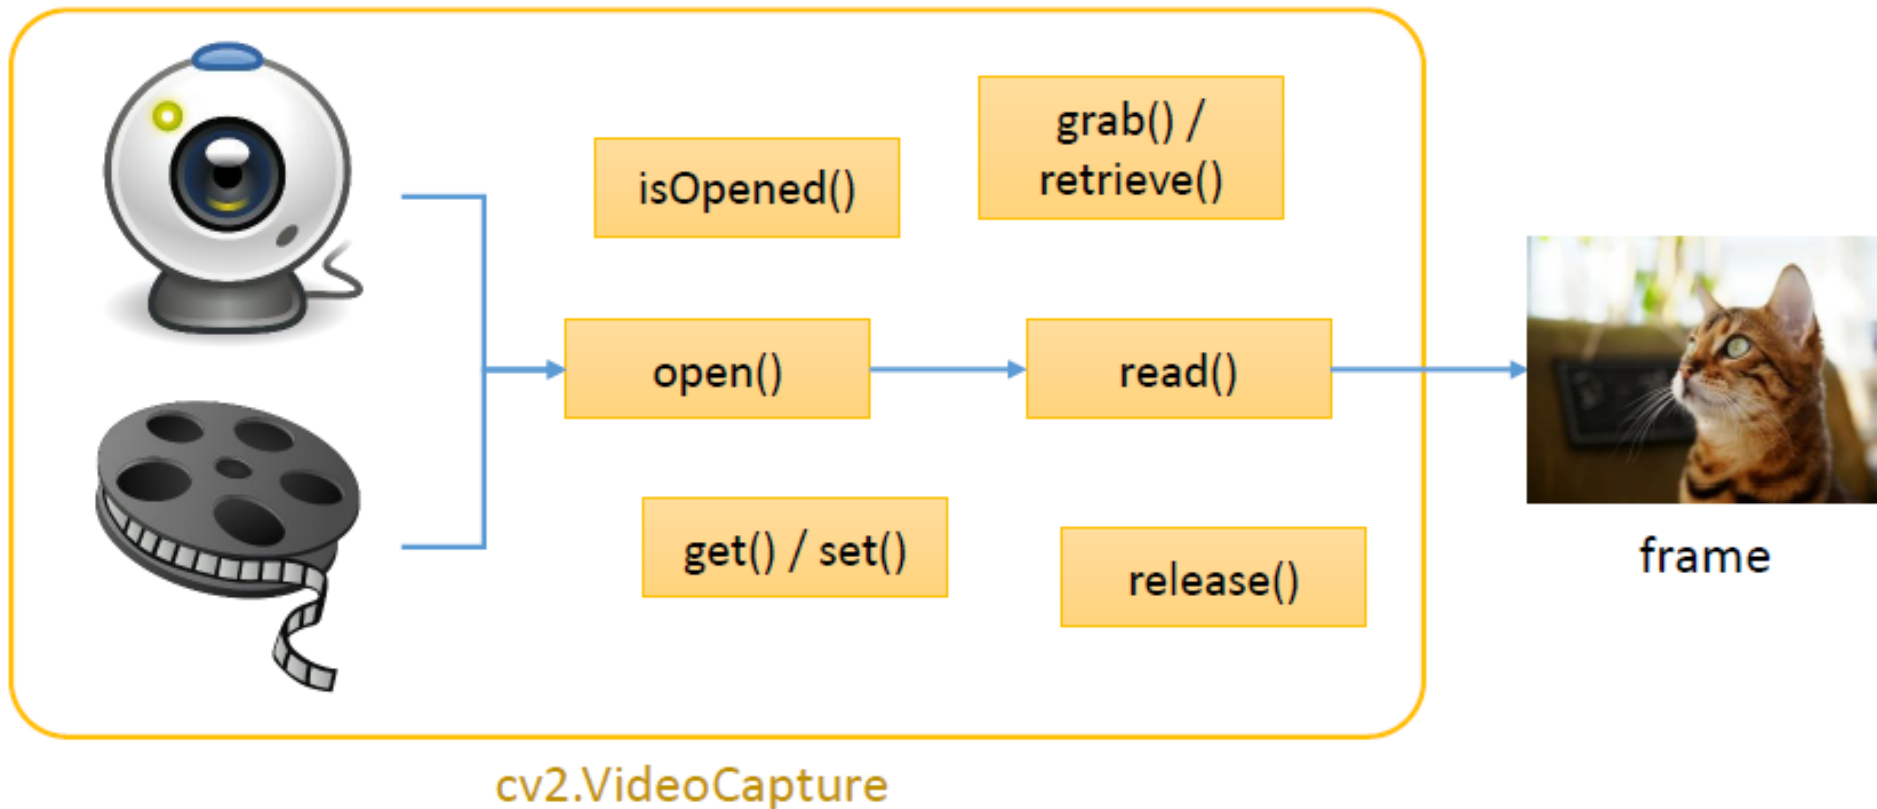 grab() /
retrieve()
isOpened()
open()
read()
get() / set()
release()
frame
cv2.VideoCapture